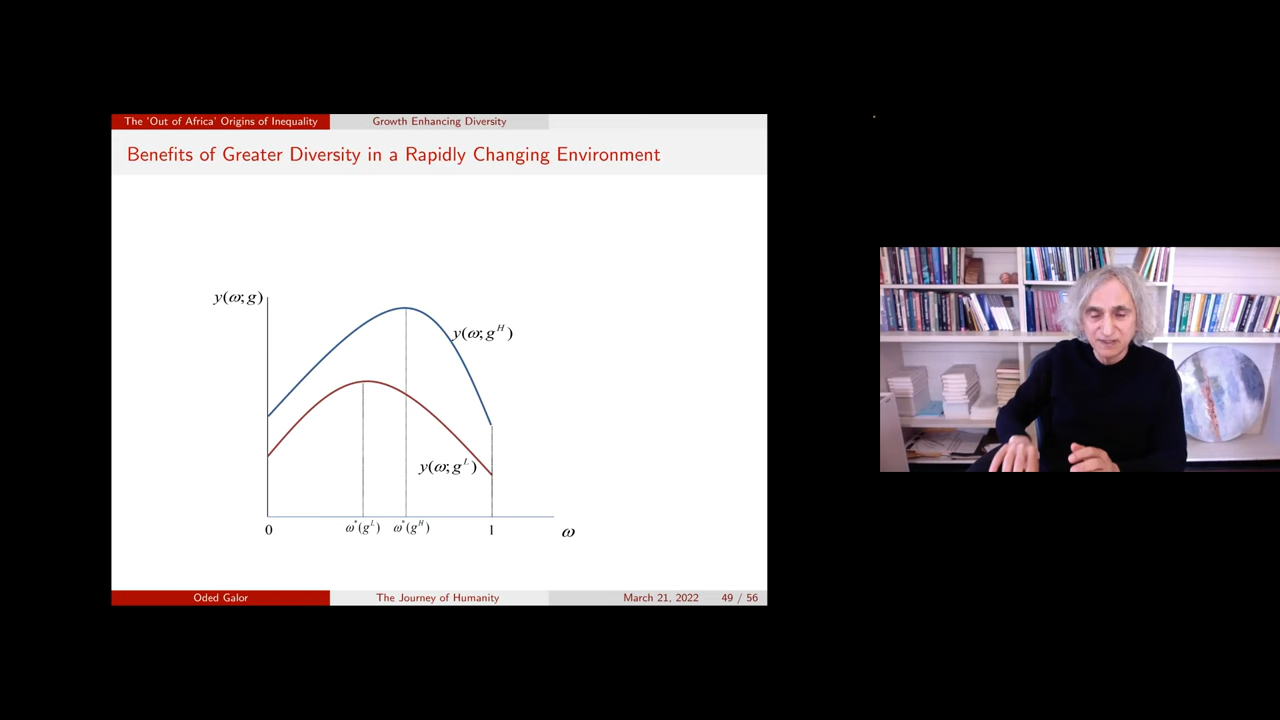 The 'Out of Africa' Origins of Inequality
Growth Enhancing Diversity
Benefits of Greater Diversity in a Rapidly Changing Environment
y(ω; g)
y(ω; g^H)
y(ω; g^L)
0
ω*(g^L)
ω*(g^H)
1
ω
Oded Galor
The Journey of Humanity
March 21, 2022
49 / 56